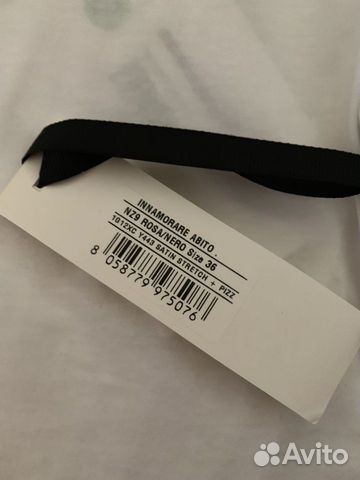 INNAMORARE ABITO .
NZ9 ROSA/NERO Size 36
1G12XC Y443 SATIN STRETCH + PIZZ
8 058779 975076
Avito